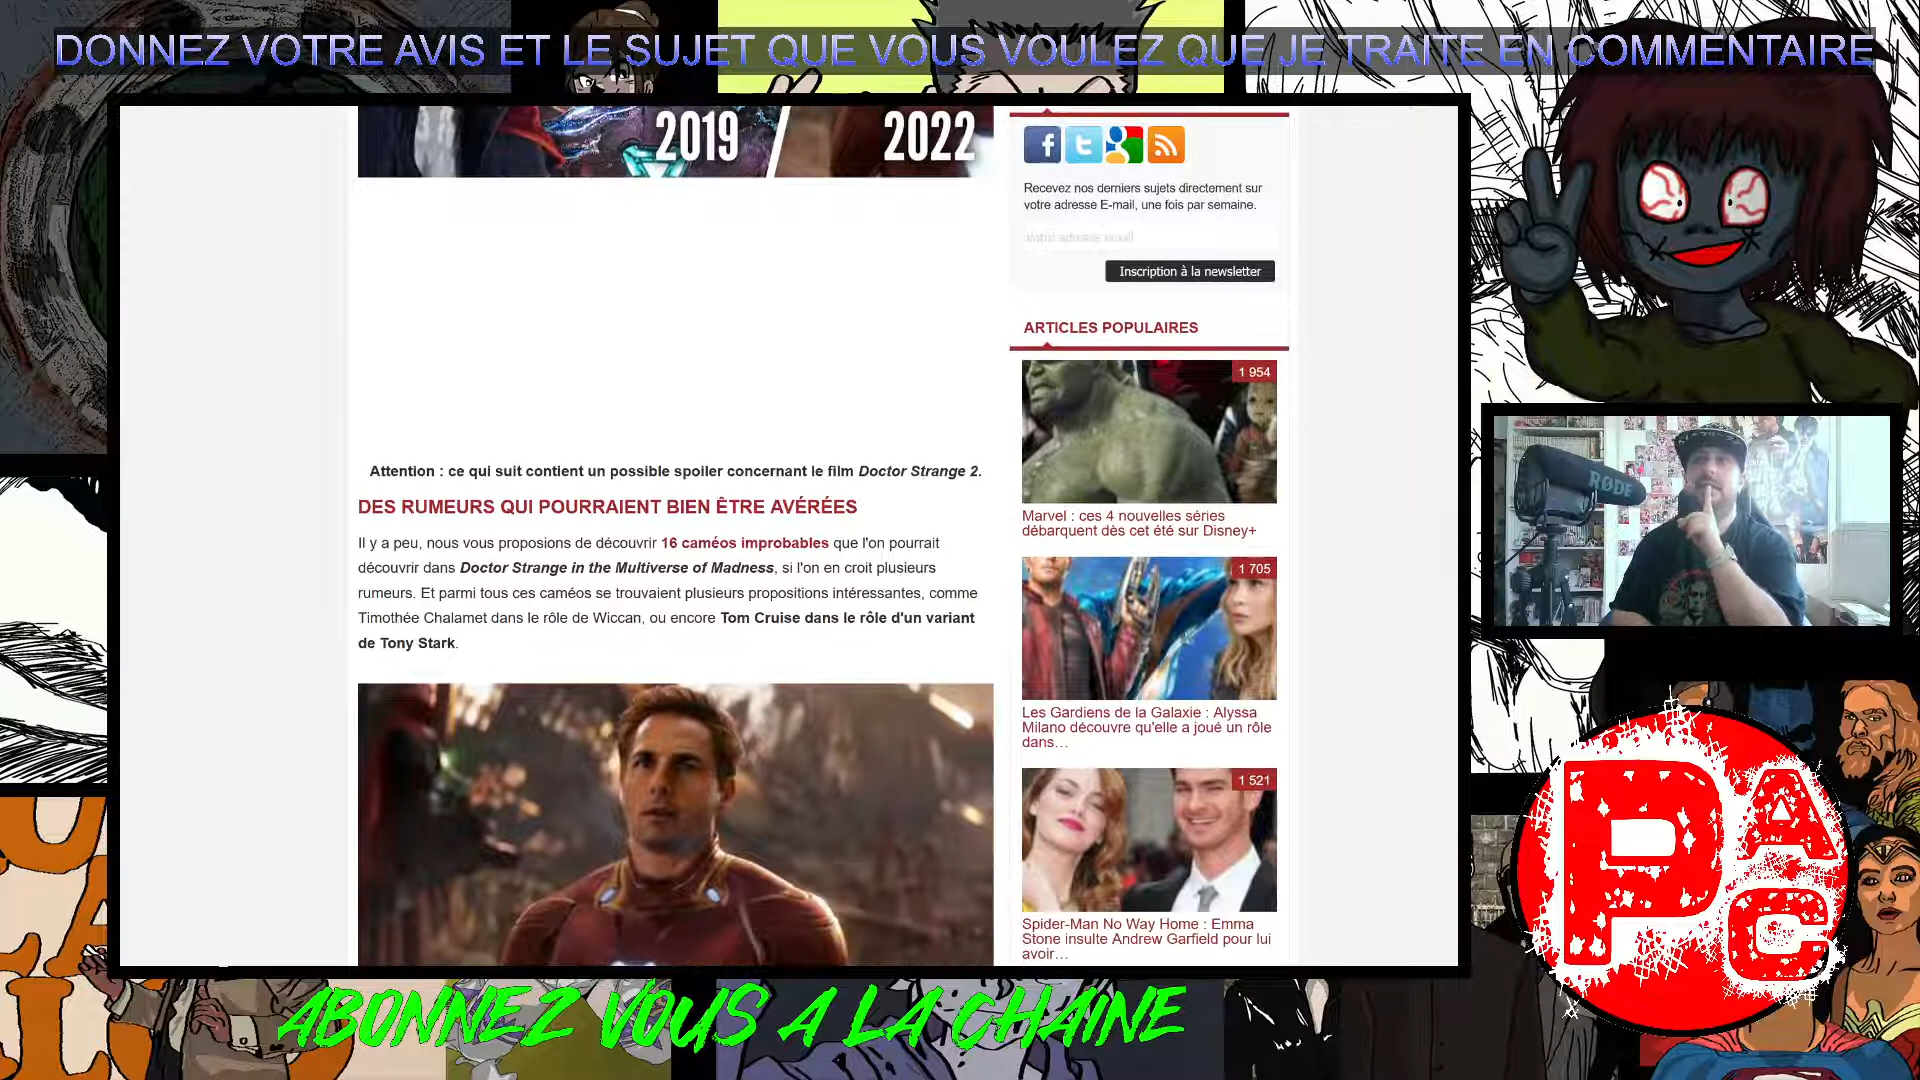 DONNEZ VOTRE AVIS ET LE SUJET QUE VOUS VOULEZ QUE JE TRAITE EN COMMENTAIRE
2019
2022
Recevez nos derniers sujets directement sur
votre adresse E-mail, une fois par semaine.
Inscription à la newsletter
ARTICLES POPULAIRES
1 954
Marvel : ces 4 nouvelles séries
débarquent dès cet été sur Disney+
1 705
Les Gardiens de la Galaxie : Alyssa
Milano découvre qu'elle a joué un rôle
dans…
1 521
Spider-Man No Way Home : Emma
Stone insulte Andrew Garfield pour lui
avoir…
Attention : ce qui suit contient un possible spoiler concernant le film Doctor Strange 2.
DES RUMEURS QUI POURRAIENT BIEN ÊTRE AVÉRÉES
Il y a peu, nous vous proposions de découvrir 16 caméos improbables que l'on pourrait
découvrir dans Doctor Strange in the Multiverse of Madness, si l'on en croit plusieurs
rumeurs. Et parmi tous ces caméos se trouvaient plusieurs propositions intéressantes, comme
Timothée Chalamet dans le rôle de Wiccan, ou encore Tom Cruise dans le rôle d'un variant
de Tony Stark.
RØDE
PAC
ABONNEZ VOUS A LA CHAINE